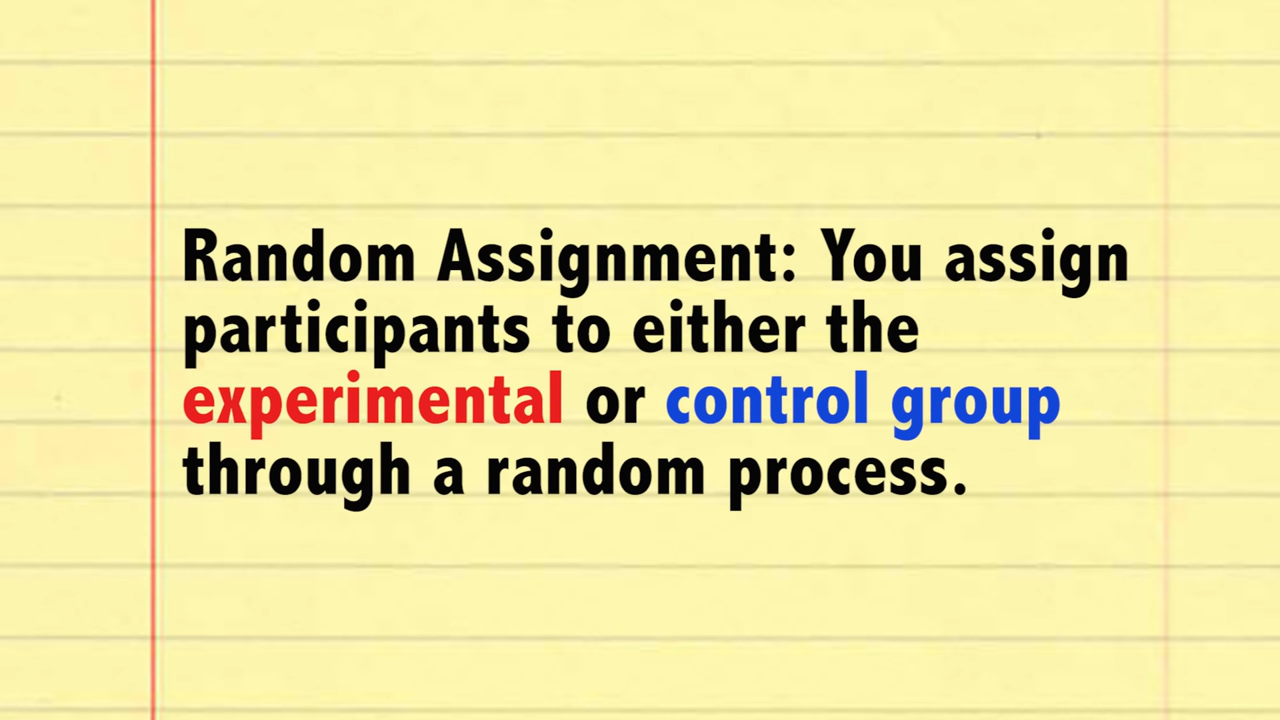 Random Assignment: You assign
participants to either the
experimental or control group
through a random process.